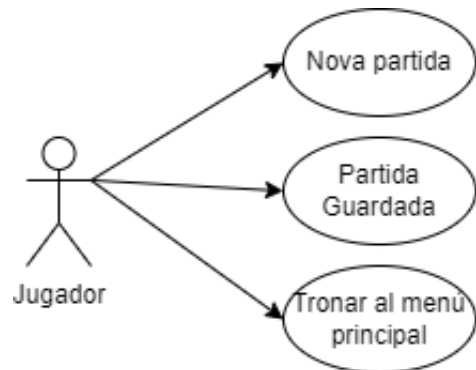 Nova partida
Partida
Guardada
Jugador
Tronar al menú
principal